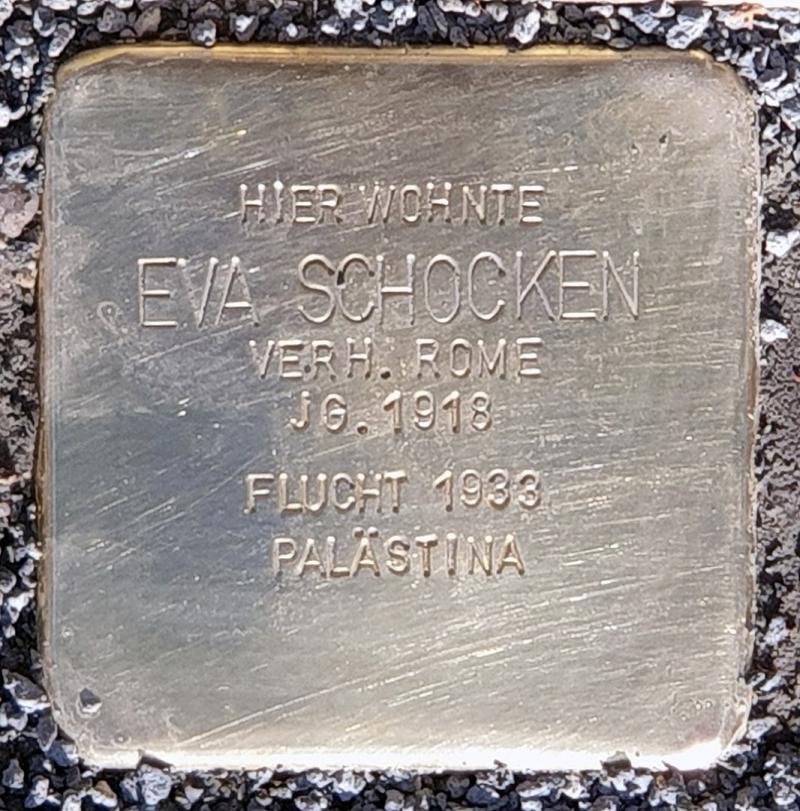 HIER WOHNTE
EVA SCHOCKEN
VERH. ROME
JG. 1918
FLUCHT 1933
PALÄSTINA